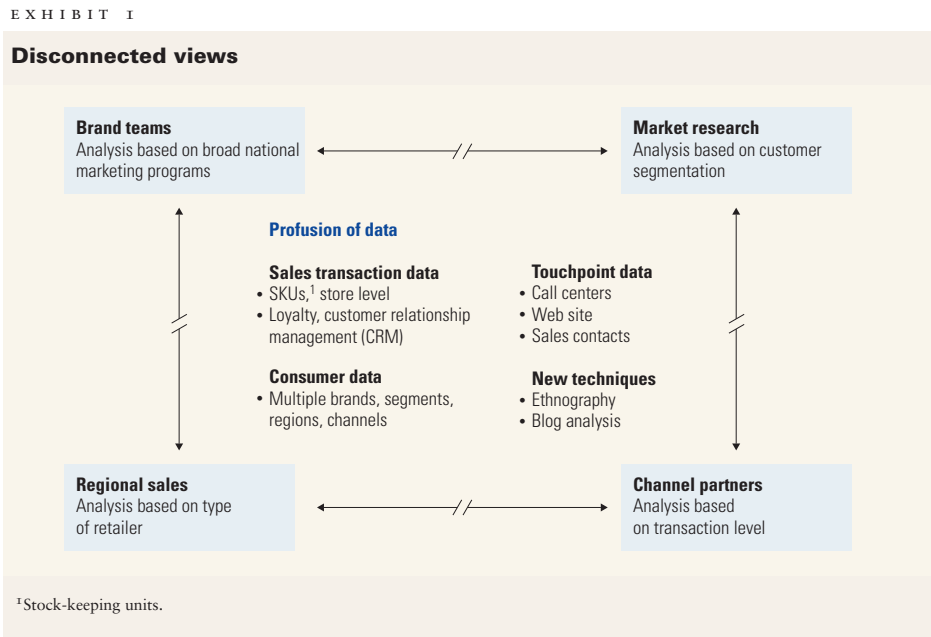 EXHIBIT 1
Disconnected views
Brand teams
Analysis based on broad national
marketing programs
Market research
Analysis based on customer
segmentation
Profusion of data
Sales transaction data
• SKUs,¹ store level
• Loyalty, customer relationship
management (CRM)
Consumer data
• Multiple brands, segments,
regions, channels
Touchpoint data
• Call centers
• Web site
• Sales contacts
New techniques
• Ethnography
• Blog analysis
Regional sales
Analysis based on type
of retailer
Channel partners
Analysis based
on transaction level
¹Stock-keeping units.